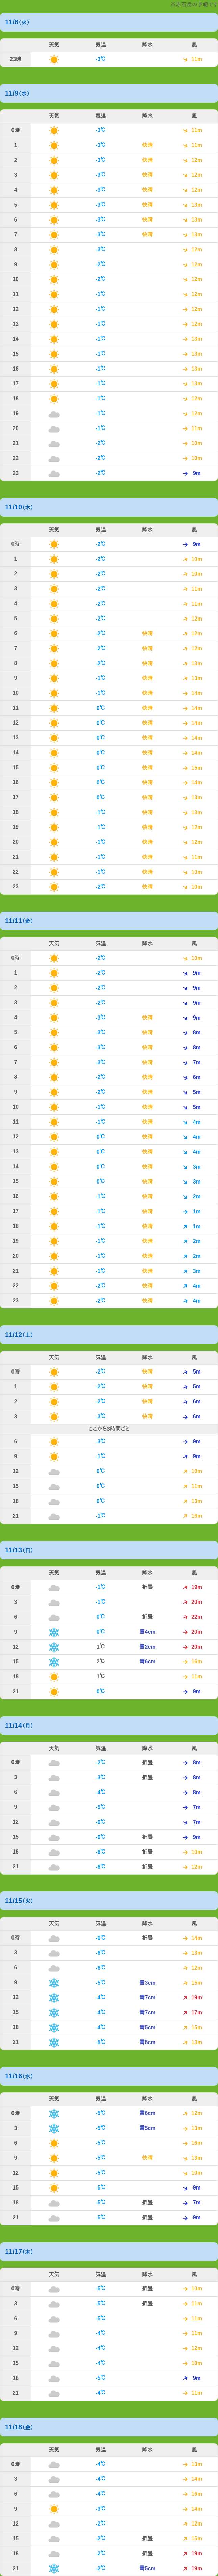 11/8(火)
天気 気温 降水 風
23時 -3℃ 11m
11/9(水)
天気 気温 降水 風
0時 -3℃ 11m
1 -3℃ 快晴 11m
2 -3℃ 快晴 12m
3 -3℃ 快晴 12m
4 -3℃ 快晴 12m
5 -3℃ 快晴 13m
6 -3℃ 快晴 13m
7 -3℃ 快晴 13m
8 -3℃ 12m
9 -2℃ 12m
10 -2℃ 12m
11 -1℃ 12m
12 -1℃ 12m
13 -1℃ 12m
14 -1℃ 13m
15 -1℃ 13m
16 -1℃ 13m
17 -1℃ 13m
18 -1℃ 12m
19 -1℃ 12m
20 -1℃ 11m
21 -2℃ 10m
22 -2℃ 10m
23 -2℃ 9m
11/10(木)
天気 気温 降水 風
0時 -2℃ 9m
1 -2℃ 10m
2 -2℃ 10m
3 -2℃ 11m
4 -2℃ 11m
5 -2℃ 12m
6 -2℃ 快晴 12m
7 -2℃ 快晴 12m
8 -2℃ 快晴 13m
9 -1℃ 快晴 13m
10 -1℃ 快晴 14m
11 0℃ 快晴 14m
12 0℃ 快晴 14m
13 0℃ 快晴 14m
14 0℃ 快晴 14m
15 0℃ 快晴 15m
16 0℃ 快晴 14m
17 0℃ 快晴 13m
18 -1℃ 快晴 11m
19 -1℃ 快晴 12m
20 -1℃ 快晴 12m
21 -1℃ 快晴 11m
22 -1℃ 快晴 10m
23 -2℃ 快晴 10m
11/11(金)
天気 気温 降水 風
0時 -2℃ 10m
1 -2℃ 9m
2 -2℃ 9m
3 -2℃ 9m
4 -3℃ 快晴 9m
5 -3℃ 快晴 8m
6 -3℃ 快晴 8m
7 -3℃ 快晴 7m
8 -2℃ 快晴 6m
9 -2℃ 快晴 5m
10 -1℃ 快晴 5m
11 -1℃ 快晴 4m
12 0℃ 快晴 4m
13 0℃ 快晴 4m
14 0℃ 快晴 3m
15 0℃ 快晴 3m
16 -1℃ 快晴 2m
17 -1℃ 快晴 1m
18 -1℃ 快晴 1m
19 -1℃ 快晴 2m
20 -1℃ 快晴 2m
21 -1℃ 快晴 3m
22 -2℃ 快晴 4m
23 -2℃ 快晴 4m
11/12(土)
天気 気温 降水 風
0時 -2℃ 快晴 5m
1 -2℃ 快晴 5m
2 -2℃ 快晴 6m
3 -3℃ 快晴 6m
ここから3時間ごと
6 -3℃ 9m
9 -1℃ 9m
12 0℃ 10m
15 0℃ 11m
18 0℃ 13m
21 -1℃ 16m
11/13(日)
天気 気温 降水 風
0時 -1℃ 折曇 19m
3 -1℃ 20m
6 0℃ 折曇 22m
9 0℃ 雪4cm 20m
12 1℃ 雪2cm 20m
15 2℃ 雪6cm 16m
18 1℃ 11m
21 0℃ 9m
11/14(月)
天気 気温 降水 風
0時 -2℃ 折曇 8m
3 -3℃ 折曇 8m
6 -4℃ 8m
9 -5℃ 7m
12 -6℃ 7m
15 -6℃ 折曇 9m
18 -6℃ 折曇 10m
21 -6℃ 折曇 12m
11/15(火)
天気 気温 降水 風
0時 -6℃ 折曇 14m
3 -6℃ 13m
6 -6℃ 12m
9 -5℃ 雪3cm 15m
12 -4℃ 雪7cm 19m
15 -4℃ 雪7cm 17m
18 -4℃ 雪5cm 15m
21 -5℃ 雪5cm 13m
11/16(水)
天気 気温 降水 風
0時 -5℃ 雪6cm 12m
3 -5℃ 雪5cm 15m
6 -5℃ 16m
9 -5℃ 快晴 13m
12 -5℃ 10m
15 -5℃ 9m
18 -5℃ 折曇 7m
21 -5℃ 折曇 9m
11/17(木)
天気 気温 降水 風
0時 -5℃ 折曇 10m
3 -5℃ 折曇 11m
6 -5℃ 11m
9 -4℃ 11m
12 -4℃ 12m
15 -4℃ 10m
18 -5℃ 9m
21 -4℃ 11m
11/18(金)
天気 気温 降水 風
0時 -4℃ 13m
3 -4℃ 14m
6 -4℃ 16m
9 -3℃ 14m
12 -2℃ 12m
15 -2℃ 折曇 15m
18 -2℃ 折曇 19m
21 -2℃ 雪5cm 19m